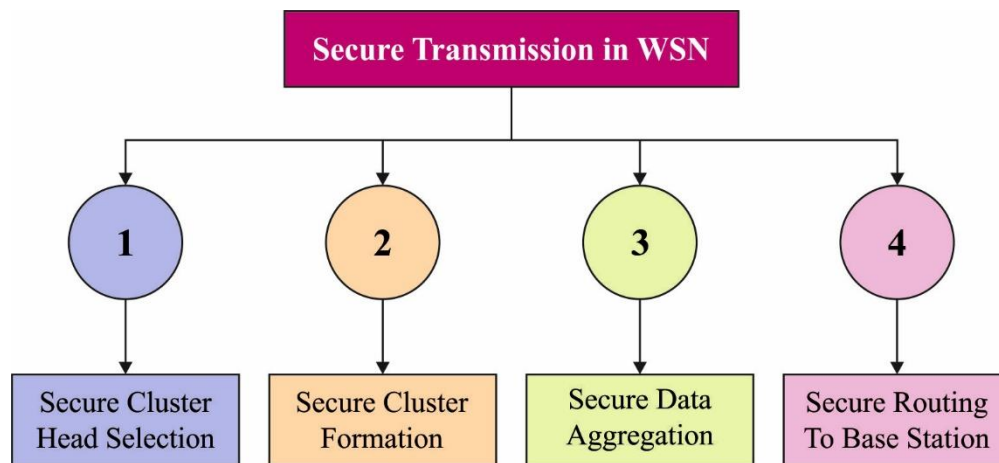 Secure Transmission in WSN
1
2
3
4
Secure Cluster
Head Selection
Secure Cluster
Formation
Secure Data
Aggregation
Secure Routing
To Base Station